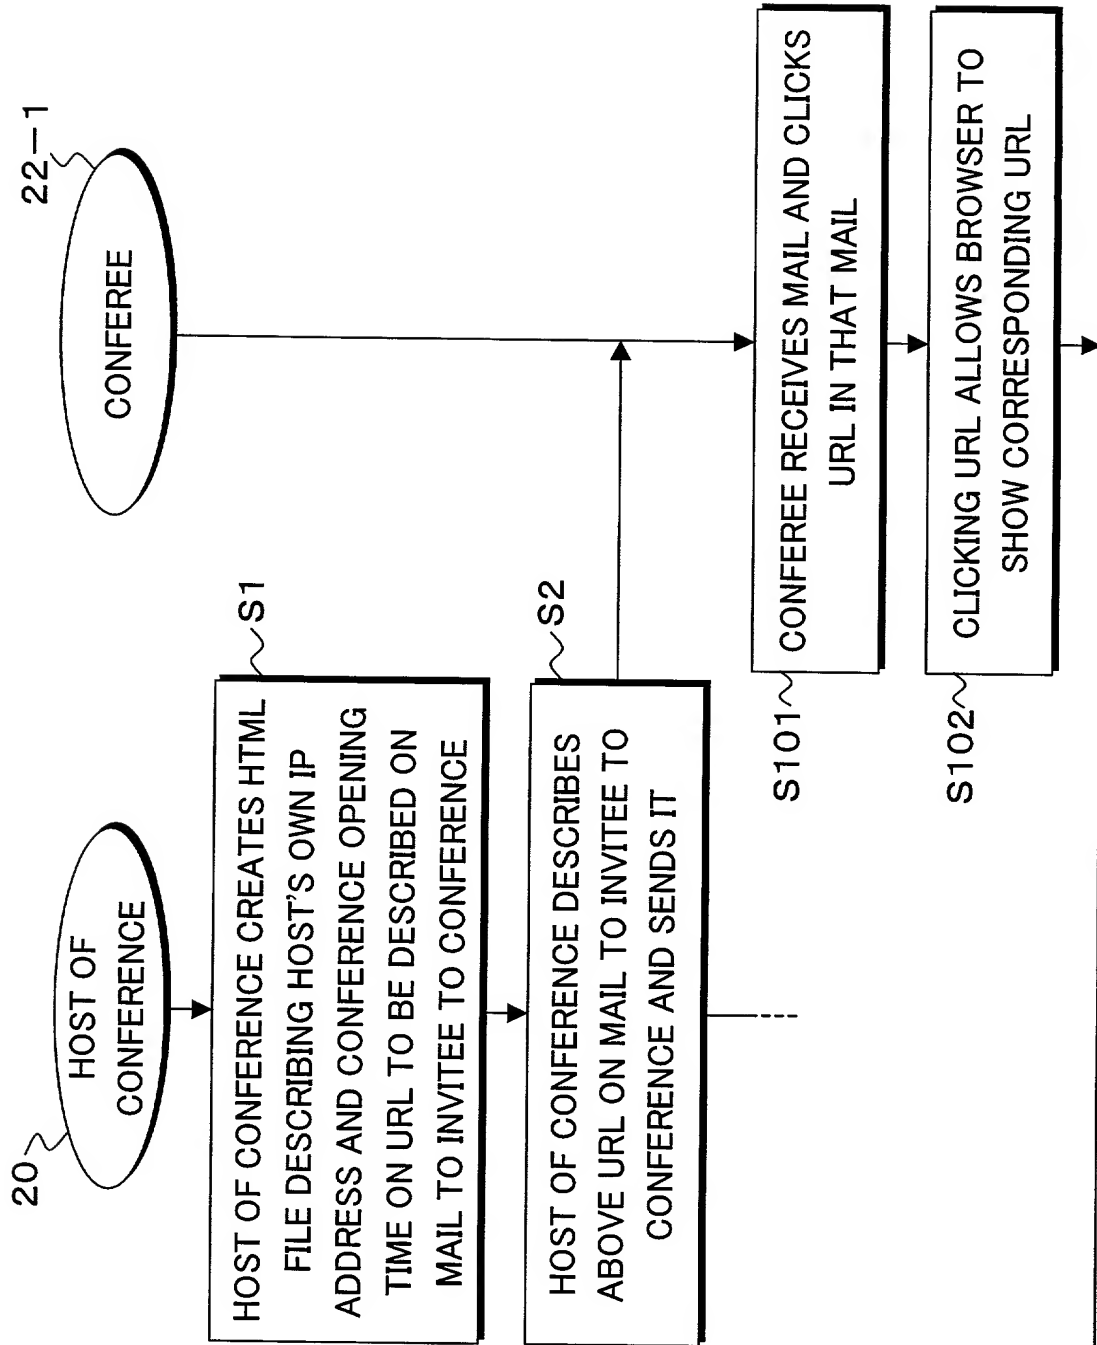 20
HOST OF
CONFERENCE
22-1
CONFEREE
S1
HOST OF CONFERENCE CREATES HTML
FILE DESCRIBING HOST'S OWN IP
ADDRESS AND CONFERENCE OPENING
TIME ON URL TO BE DESCRIBED ON
MAIL TO INVITEE TO CONFERENCE
S2
HOST OF CONFERENCE DESCRIBES
ABOVE URL ON MAIL TO INVITEE TO
CONFERENCE AND SENDS IT
S101
CONFEREE RECEIVES MAIL AND CLICKS
URL IN THAT MAIL
S102
CLICKING URL ALLOWS BROWSER TO
SHOW CORRESPONDING URL